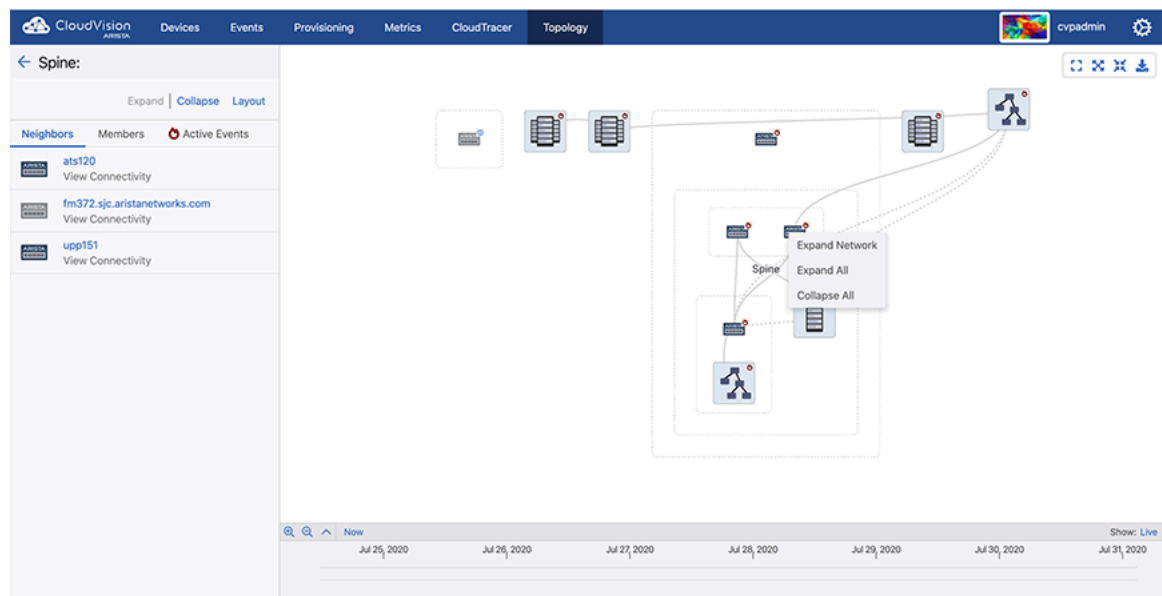 CloudVision
ARISTA
Devices
Events
Provisioning
Metrics
CloudTracer
Topology
cvpadmin
Spine:
Expand | Collapse Layout
Neighbors
Members
Active Events
ats120
View Connectivity
fm372.sjc.aristanetworks.com
View Connectivity
upp151
View Connectivity
Spine
Expand Network
Expand All
Collapse All
Now
Show: Live
Jul 25, 2020
Jul 26, 2020
Jul 27, 2020
Jul 28, 2020
Jul 29, 2020
Jul 30, 2020
Jul 31, 2020